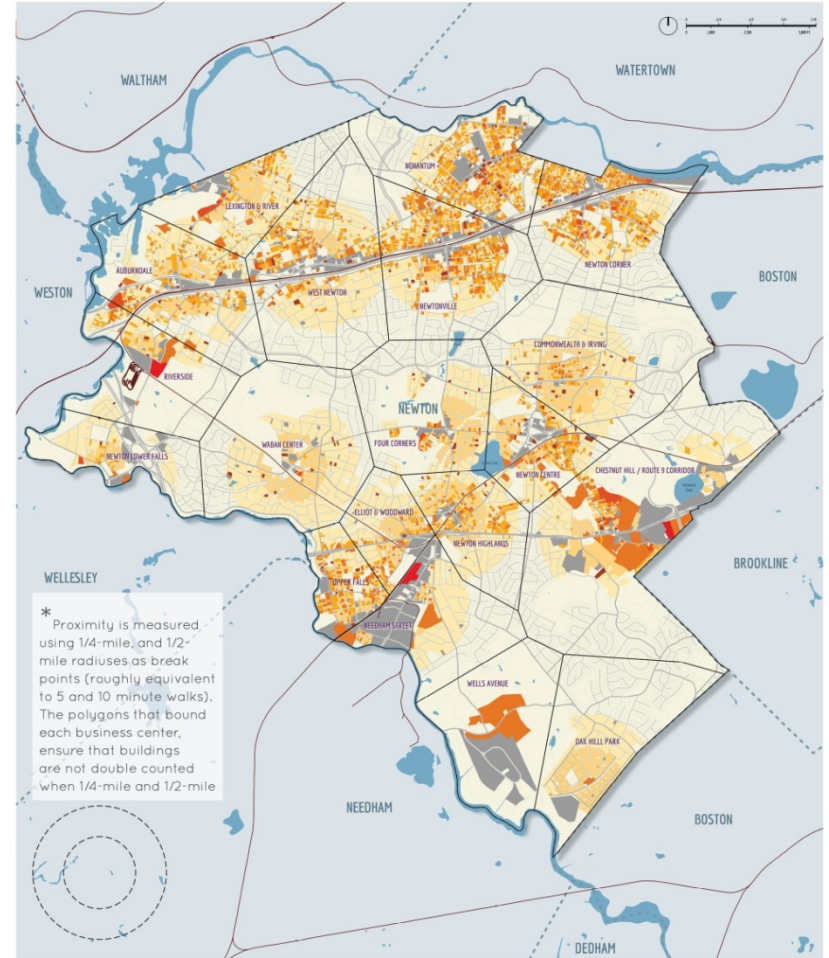 WALTHAM
WATERTOWN
NONANTUM
LEXINGTON & RIVER
NEWTON CORNER
AUBURNDALE
BOSTON
WESTON
WEST NEWTON
NEWTONVILLE
COMMONWEALTH & IRVING
RIVERSIDE
NEWTON
WABAN CENTER
FOUR CORNERS
NEWTON LOWER FALLS
NEWTON CENTRE
CHESTNUT HILL / ROUTE 9 CORRIDOR
ELLIOT & WOODWARD
NEWTON HIGHLANDS
BROOKLINE
WELLESLEY
UPPER FALLS
NEEDHAM STREET
*
Proximity is measured
using 1/4-mile, and 1/2-
mile radiuses as break
points (roughly equivalent
to 5 and 10 minute walks).
The polygons that bound
each business center,
ensure that buildings
are not double counted
when 1/4-mile and 1/2-mile
WELLS AVENUE
OAK HILLL PARK
NEEDHAM
BOSTON
DEDHAM